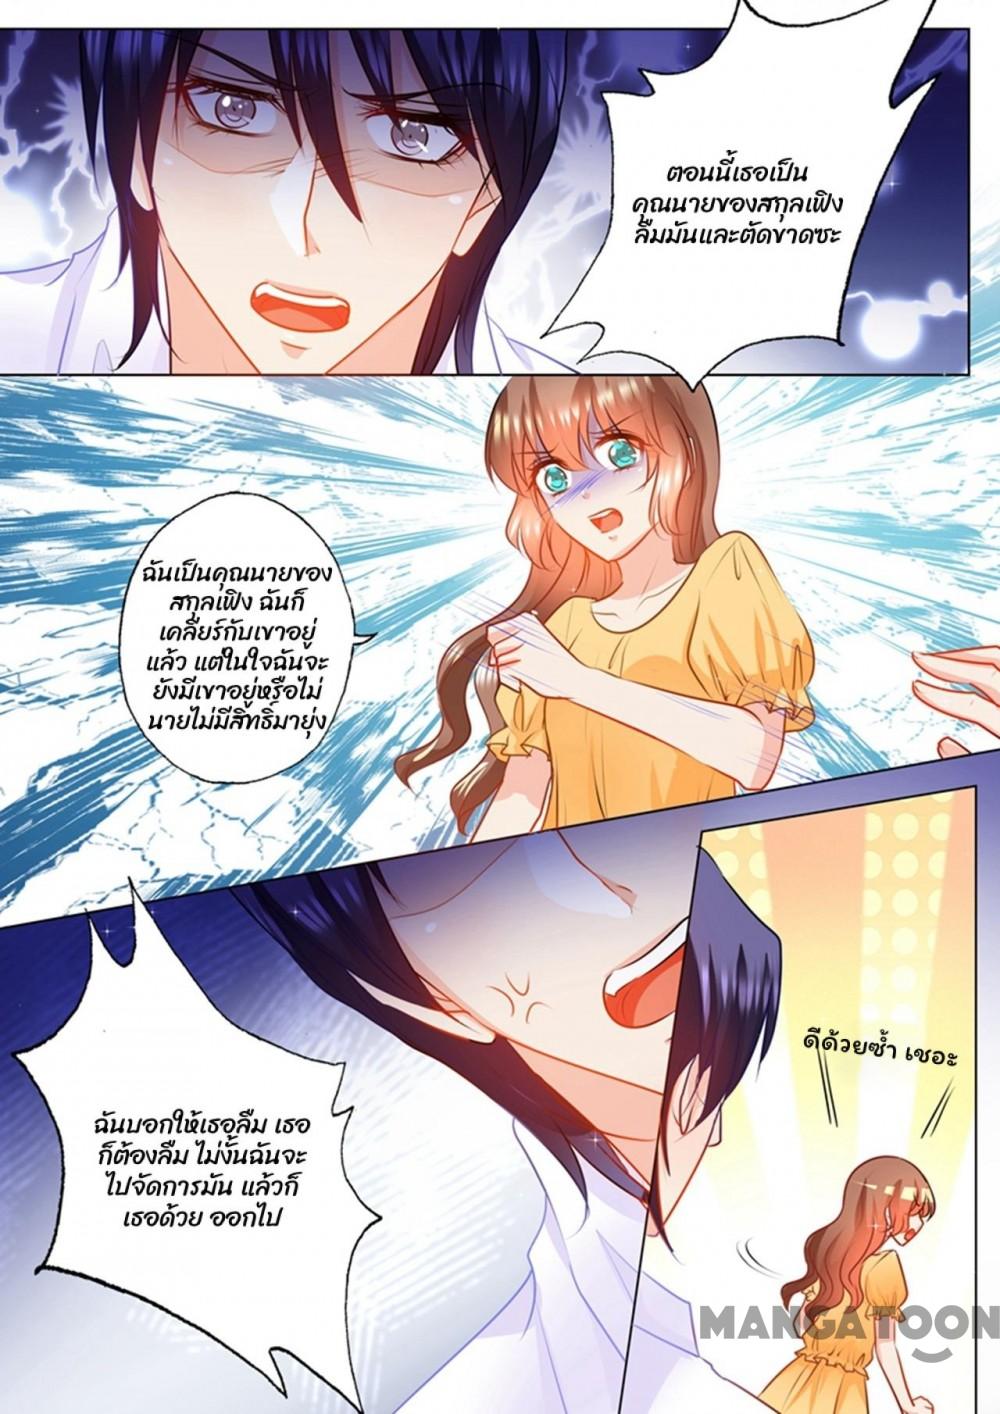 ตอนนี้เธอเป็น
คุณนายของสกุลเฟิง
ลืมมันและตัดขาดซะ
ฉันเป็นคุณนายของ
สกุลเฟิง ฉันก็
เคลียร์กับเขาอยู่
แล้ว แต่ในใจฉันจะ
ยังมีเขาอยู่หรือไม่
นายไม่มีสิทธิ์มายุ่ง
ดีด้วยซ้ำ เชอะ
ฉันบอกให้เธอลืม เธอ
ก็ต้องลืม ไม่งั้นฉันจะ
ไปจัดการมัน แล้วก็
เธอด้วย ออกไป
MANGATOON